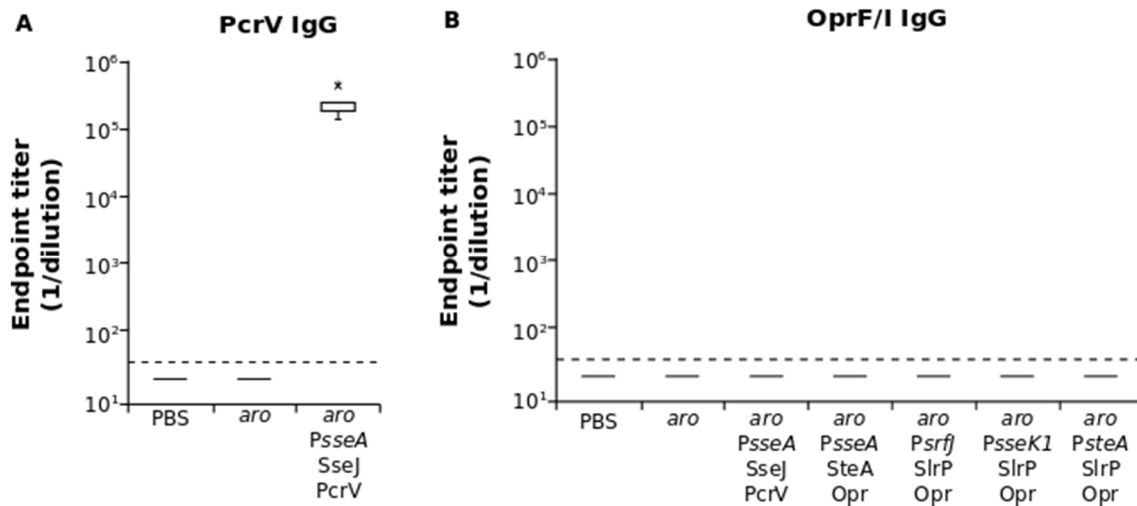 A
PcrV IgG
Endpoint titer
(1/dilution)
10⁶
10⁵
10⁴
10³
10²
10¹
PBS
aro
aro
PsseA
SseJ
PcrV
B
OprF/I IgG
Endpoint titer
(1/dilution)
10⁶
10⁵
10⁴
10³
10²
10¹
PBS
aro
aro
PsseA
SseJ
PcrV
aro
PsseA
SteA
Opr
aro
PsrfJ
SlrP
Opr
aro
PsseK1
SlrP
Opr
aro
PsteA
SlrP
Opr